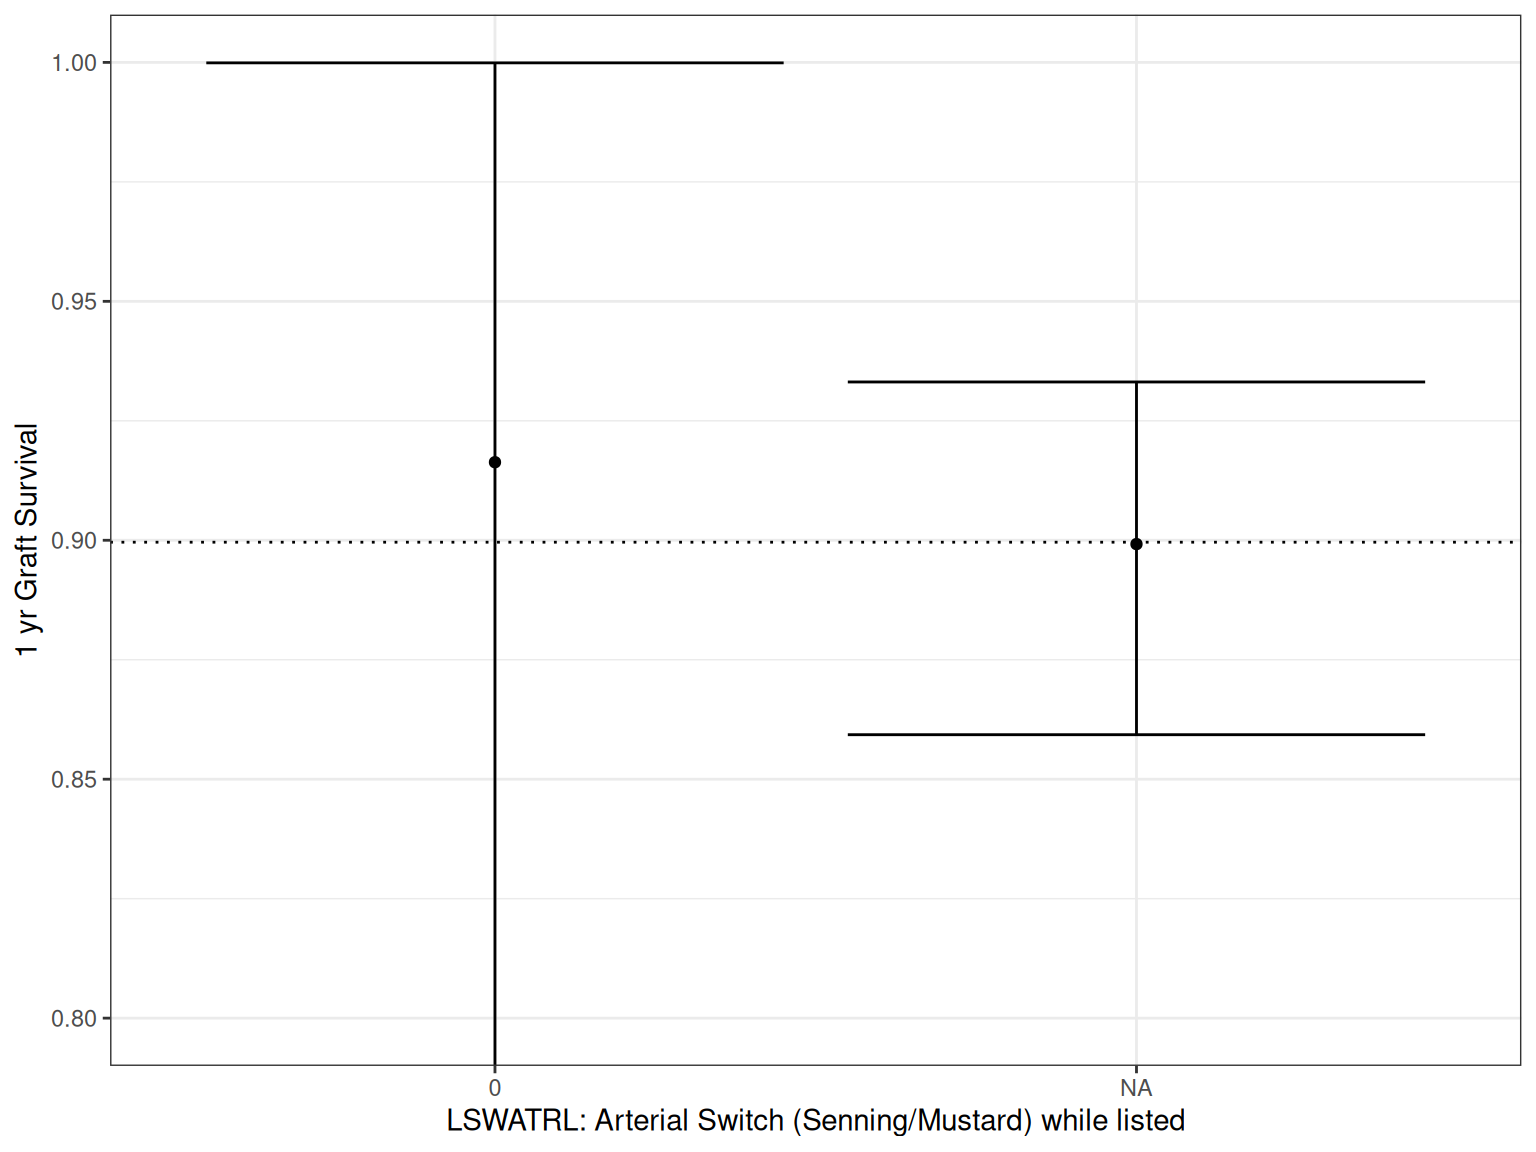 1.00
0.95
0.90
0.85
0.80
1 yr Graft Survival
0
NA
LSWATRL: Arterial Switch (Senning/Mustard) while listed